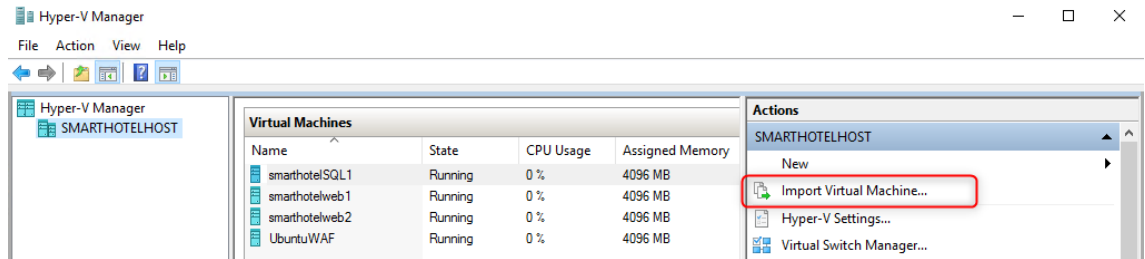 Hyper-V Manager
File Action View Help
Hyper-V Manager
SMARTHOTELHOST
Virtual Machines
Name State CPU Usage Assigned Memory
smarthotelSQL1 Running 0 % 4096 MB
smarthotelweb1 Running 0 % 4096 MB
smarthotelweb2 Running 0 % 4096 MB
UbuntuWAF Running 0 % 4096 MB
Actions
SMARTHOTELHOST
New
Import Virtual Machine...
Hyper-V Settings...
Virtual Switch Manager...